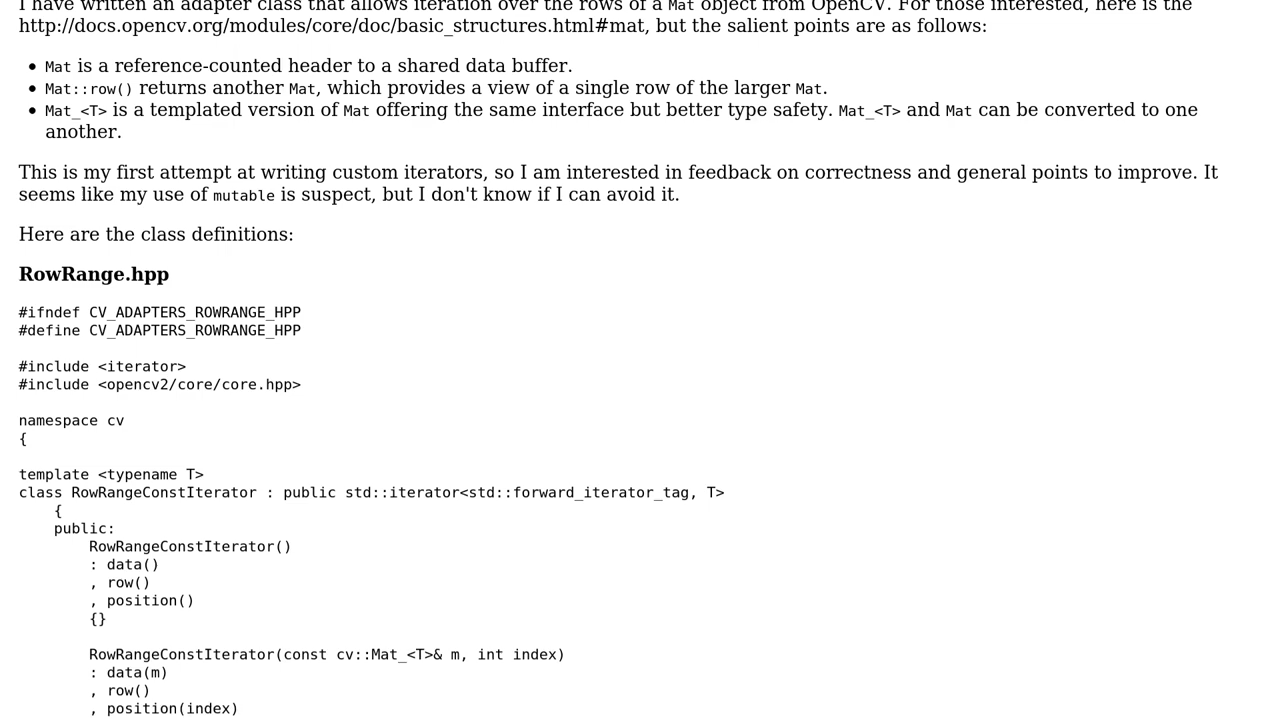 I have written an adapter class that allows iteration over the rows of a Mat object from OpenCV. For those interested, here is the
http://docs.opencv.org/modules/core/doc/basic_structures.html#mat, but the salient points are as follows:
• Mat is a reference-counted header to a shared data buffer.
• Mat::row() returns another Mat, which provides a view of a single row of the larger Mat.
• Mat_<T> is a templated version of Mat offering the same interface but better type safety. Mat_<T> and Mat can be converted to one
another.
This is my first attempt at writing custom iterators, so I am interested in feedback on correctness and general points to improve. It
seems like my use of mutable is suspect, but I don't know if I can avoid it.
Here are the class definitions:
RowRange.hpp
#ifndef CV_ADAPTERS_ROWRANGE_HPP
#define CV_ADAPTERS_ROWRANGE_HPP
#include <iterator>
#include <opencv2/core/core.hpp>
namespace cv
{
template <typename T>
class RowRangeConstIterator : public std::iterator<std::forward_iterator_tag, T>
    {
    public:
        RowRangeConstIterator()
        : data()
        , row()
        , position()
        {}
        RowRangeConstIterator(const cv::Mat_<T>& m, int index)
        : data(m)
        , row()
        , position(index)